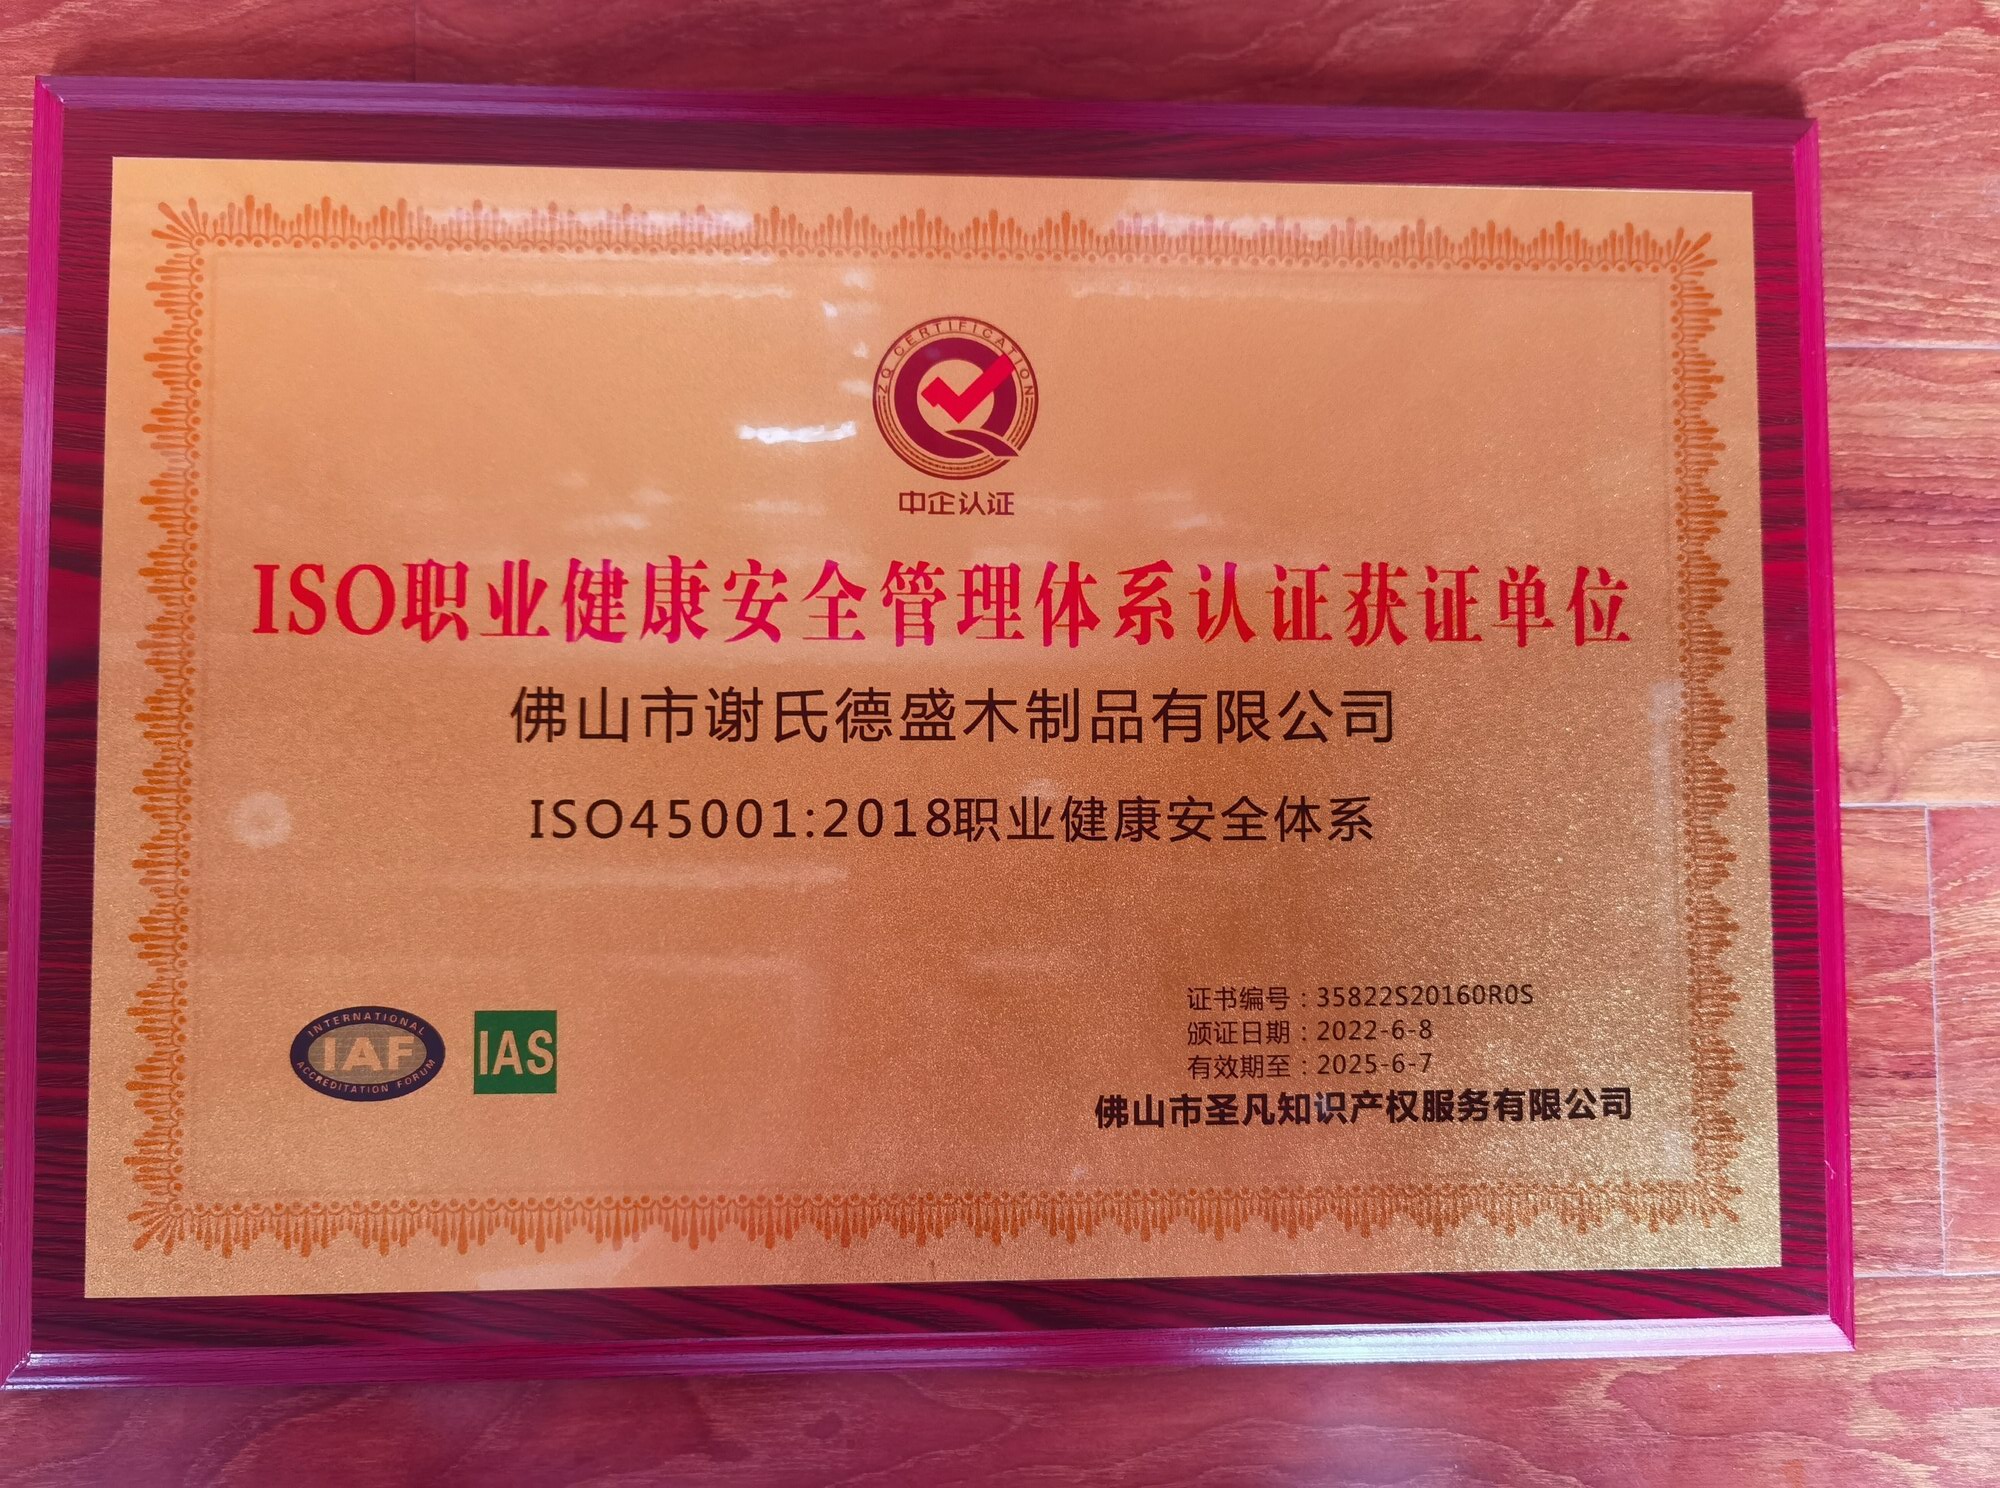 ZQ CERTIFICATION
中企认证
ISO职业健康安全管理体系认证获证单位
佛山市谢氏德盛木制品有限公司
ISO45001:2018职业健康安全体系
INTERNATIONAL
IAF
ACCREDITATION FORUM
IAS
证书编号：35822S20160R0S
颁证日期：2022-6-8
有效期至：2025-6-7
佛山市圣凡知识产权服务有限公司